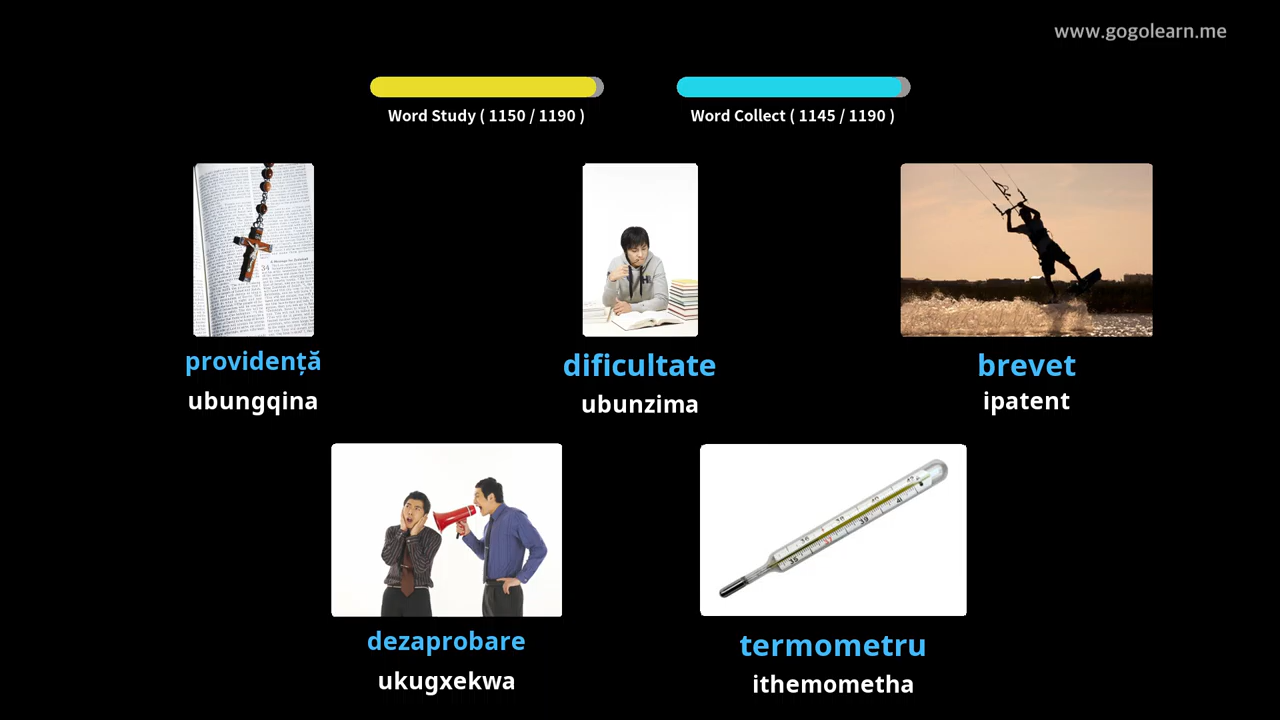 www.gogolearn.me
Word Study ( 1150 / 1190 )
Word Collect ( 1145 / 1190 )
providență
ubungqina
dificultate
ubunzima
brevet
ipatent
dezaprobare
ukugxekwa
termometru
ithemometha